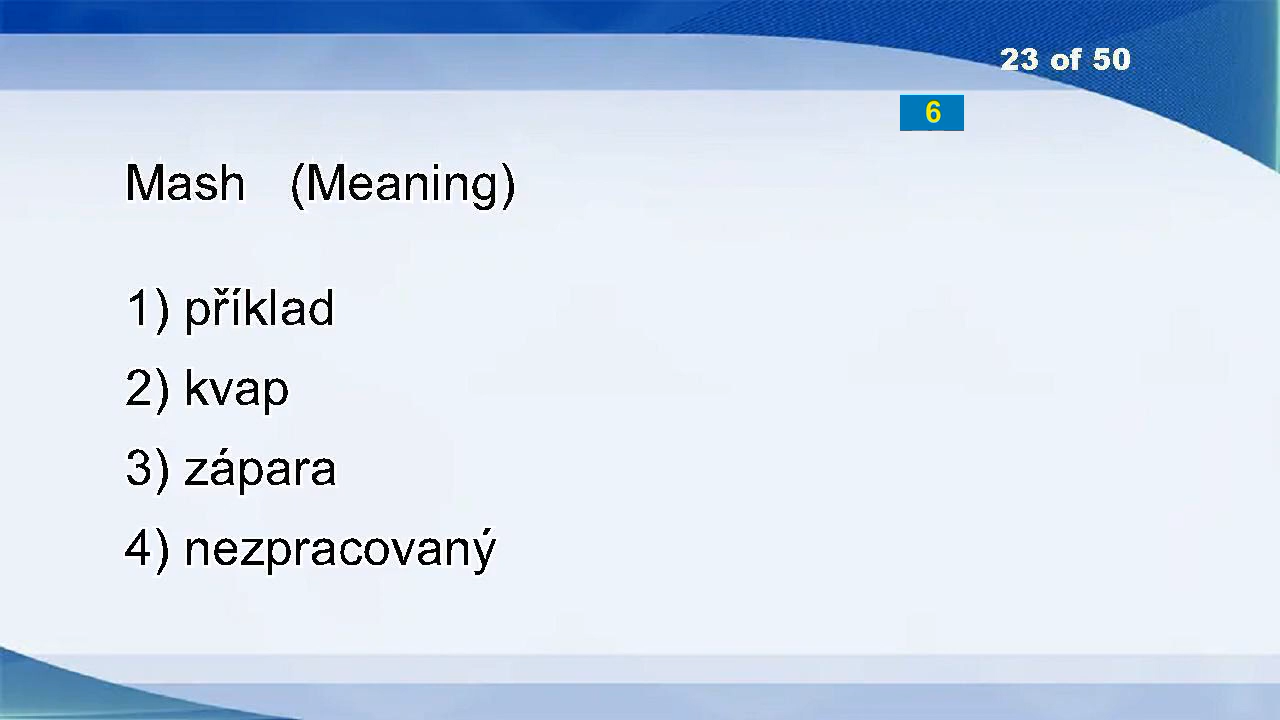 23 of 50
6
Mash (Meaning)
1) příklad
2) kvap
3) zápara
4) nezpracovaný